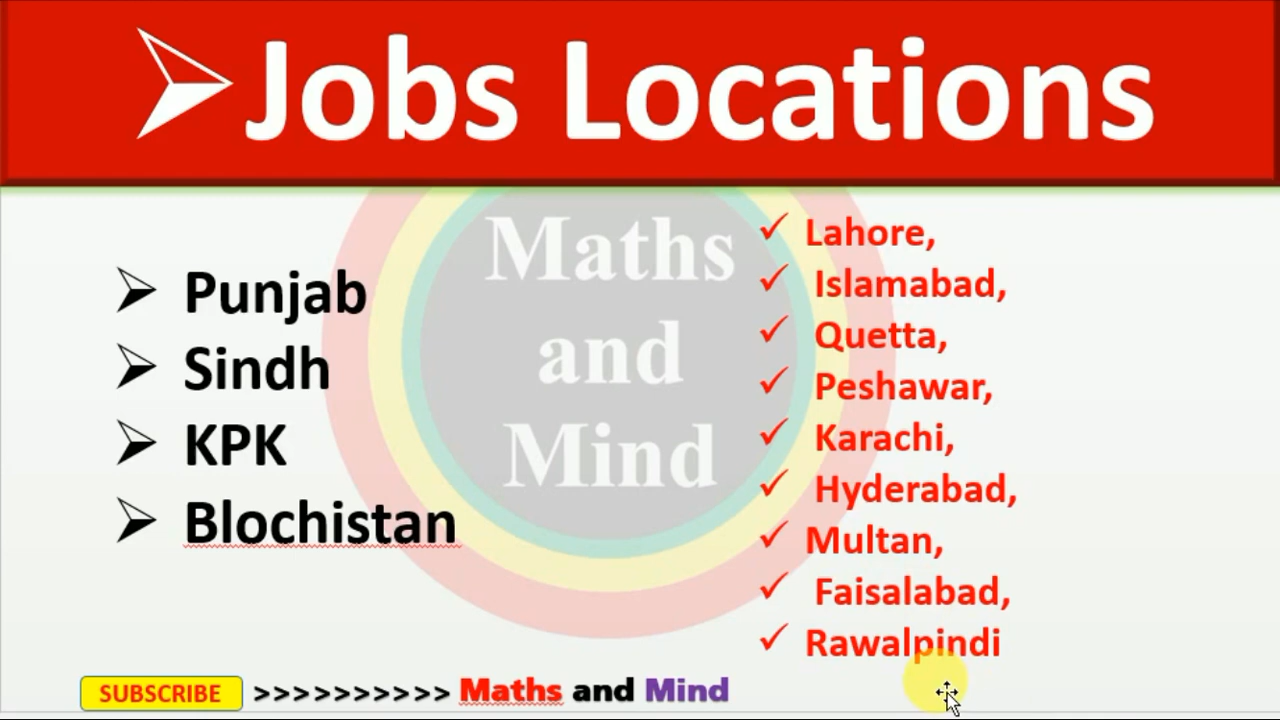 Jobs Locations
Maths
and
Mind
Punjab
Sindh
KPK
Blochistan
Lahore,
Islamabad,
Quetta,
Peshawar,
Karachi,
Hyderabad,
Multan,
Faisalabad,
Rawalpindi
SUBSCRIBE >>>>>>>>>> Maths and Mind